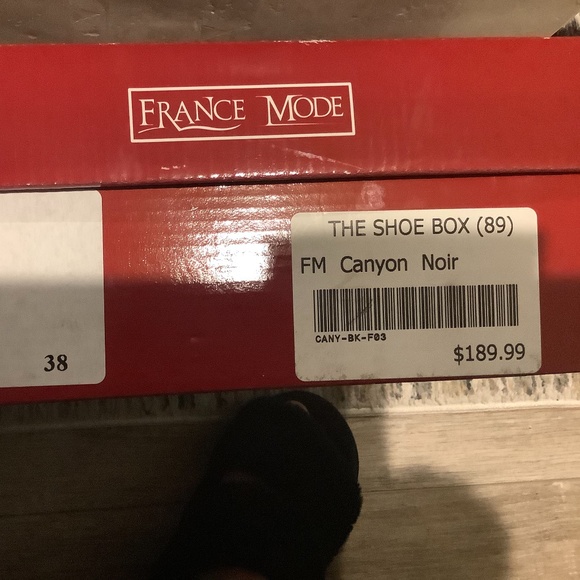 FRANCE MODE
THE SHOE BOX (89)
FM Canyon Noir
CANY-BK-F03
$189.99
38